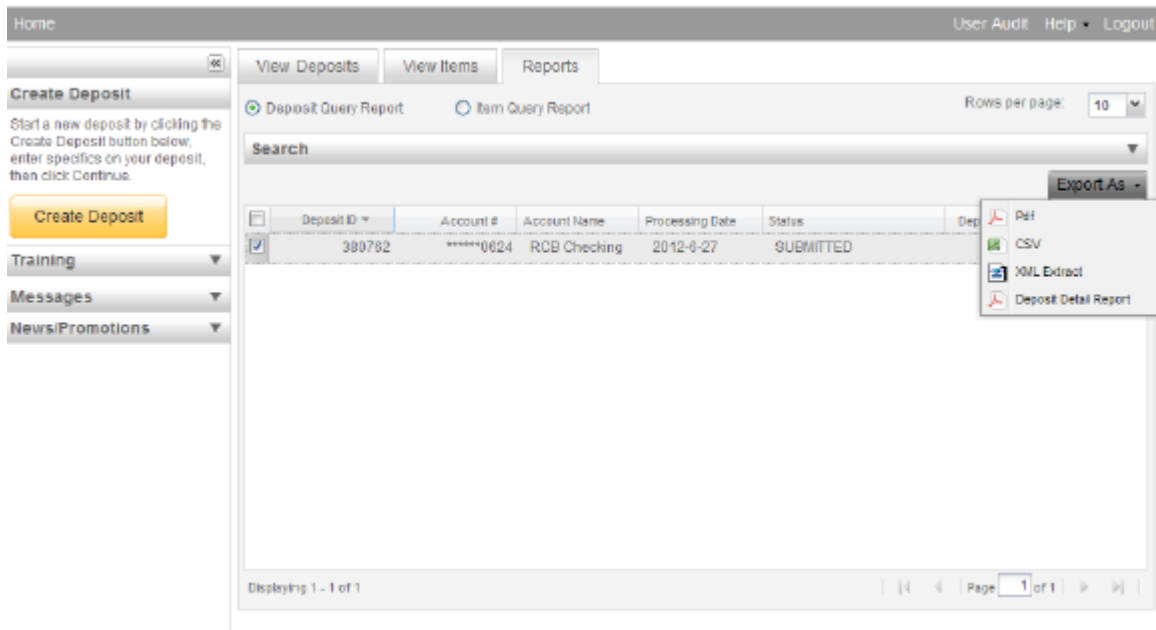 Home
User Audit Help Logout
Create Deposit
Start a new deposit by clicking the
Create Deposit button below,
enter specifics on your deposit,
then click Continue.
Create Deposit
Training
Messages
News/Promotions
View Deposits View Items Reports
Deposit Query Report Item Query Report Rows per page: 10
Search
Export As
Deposit ID Account # Account Name Processing Date Status Dep
380762 ******0624 RCB Checking 2012-6-27 SUBMITTED
Pdf
CSV
XML Extract
Deposit Detail Report
Displaying 1 - 1 of 1
Page 1 of 1